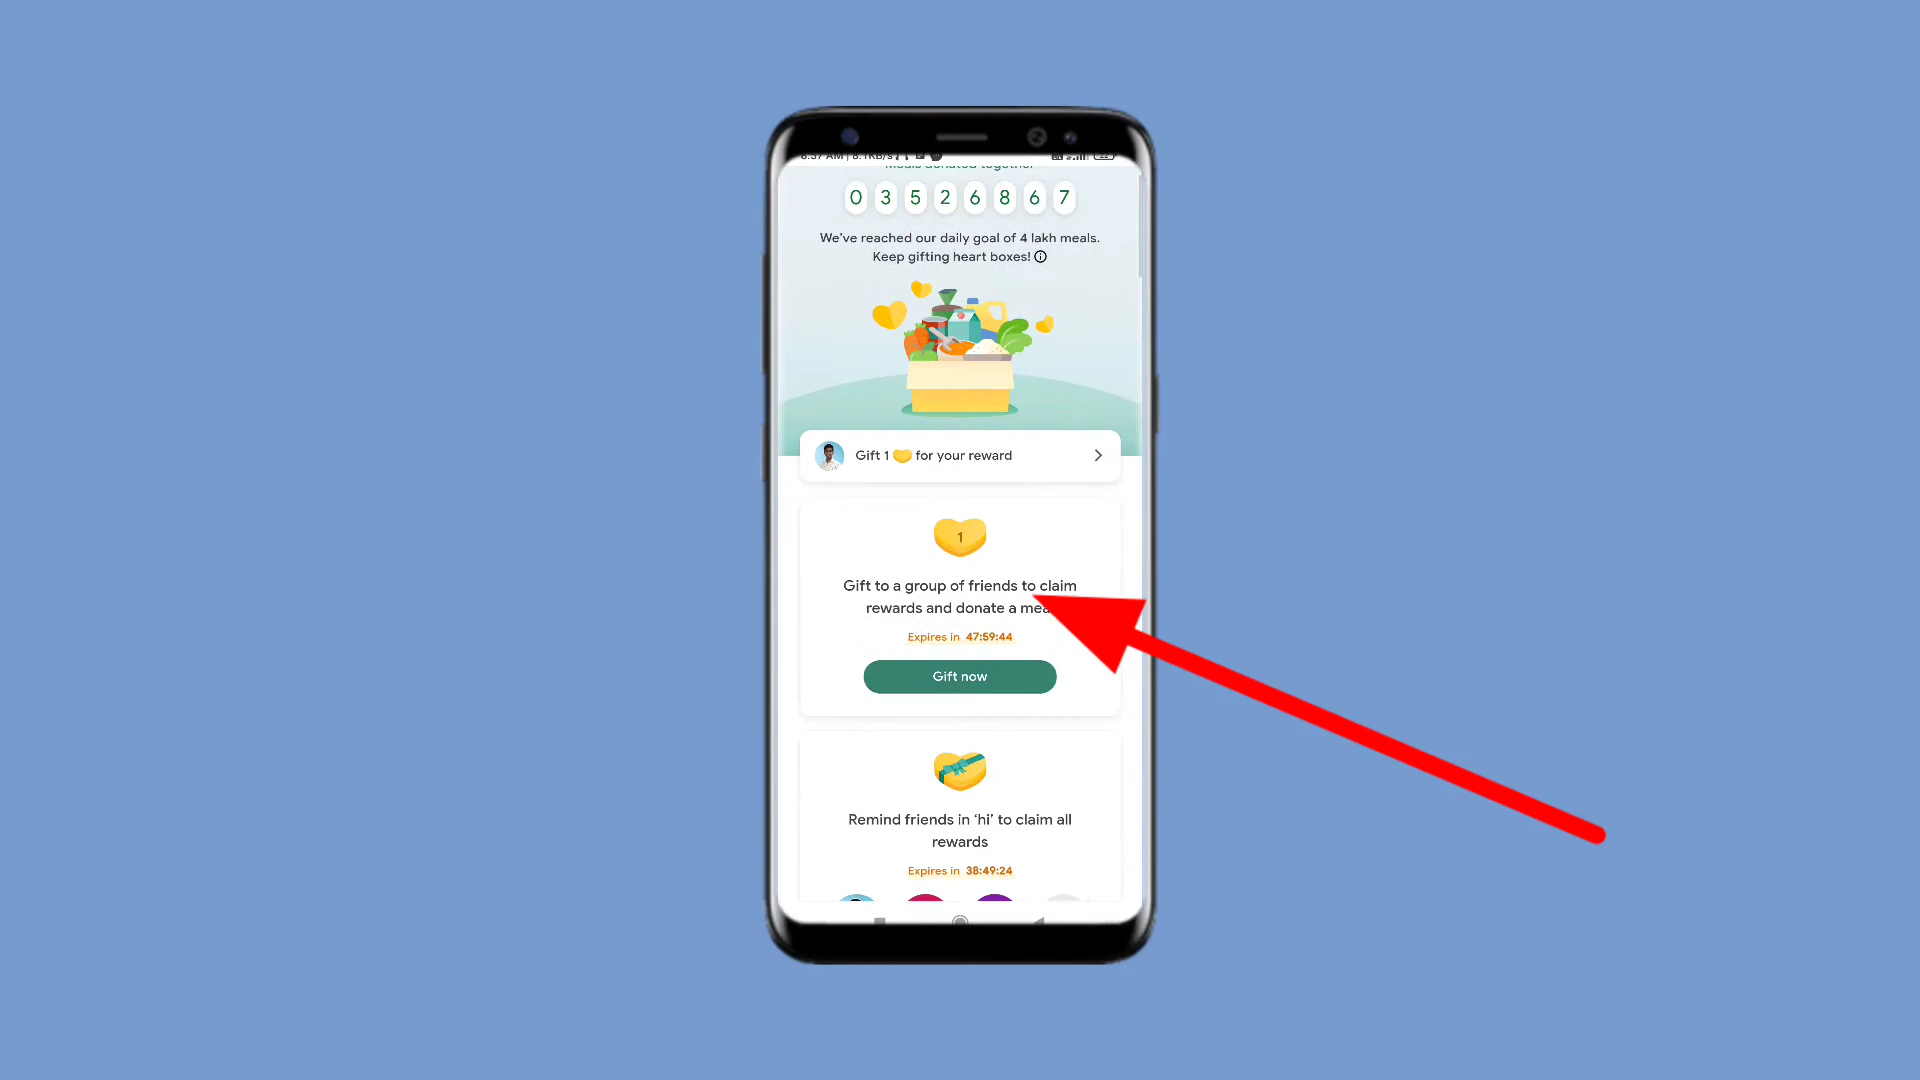 Meals donated together
0 3 5 2 6 8 6 7
We've reached our daily goal of 4 lakh meals.
Keep gifting heart boxes!
Gift 1 for your reward
1
Gift to a group of friends to claim
rewards and donate a mea
Expires in 47:59:44
Gift now
Remind friends in ‘hi’ to claim all
rewards
Expires in 38:49:24